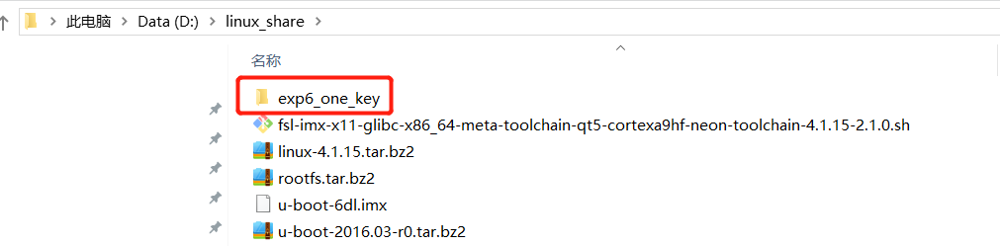 此电脑 > Data (D:) > linux_share >
名称
exp6_one_key
fsl-imx-x11-glibc-x86_64-meta-toolchain-qt5-cortexa9hf-neon-toolchain-4.1.15-2.1.0.sh
linux-4.1.15.tar.bz2
rootfs.tar.bz2
u-boot-6dl.imx
u-boot-2016.03-r0.tar.bz2